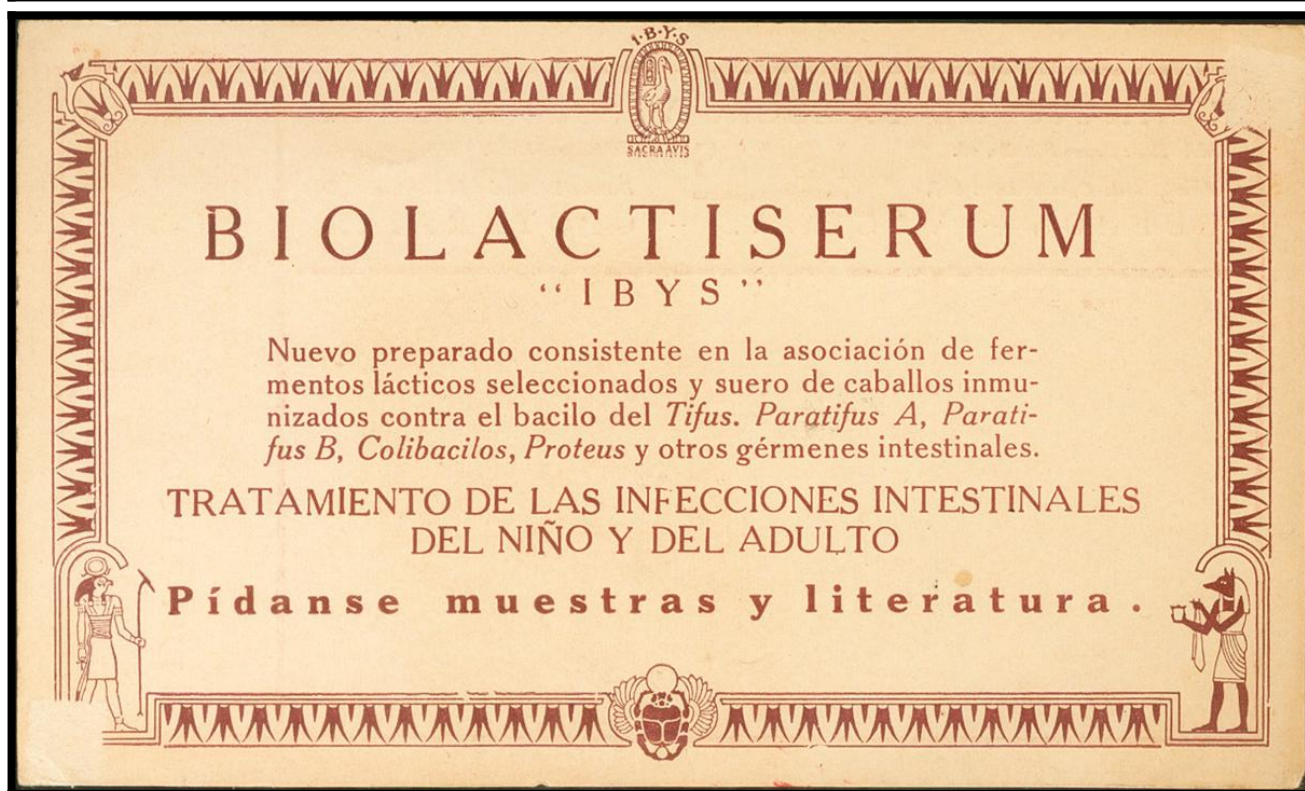 I·B·Y·S
SACRA AVIS
BIOLACTISERUM
“IBYS”
Nuevo preparado consistente en la asociación de fer-
mentos lácticos seleccionados y suero de caballos inmu-
nizados contra el bacilo del Tifus. Paratifus A, Parati-
fus B, Colibacilos, Proteus y otros gérmenes intestinales.
TRATAMIENTO DE LAS INFECCIONES INTESTINALES
DEL NIÑO Y DEL ADULTO
Pídanse muestras y literatura.